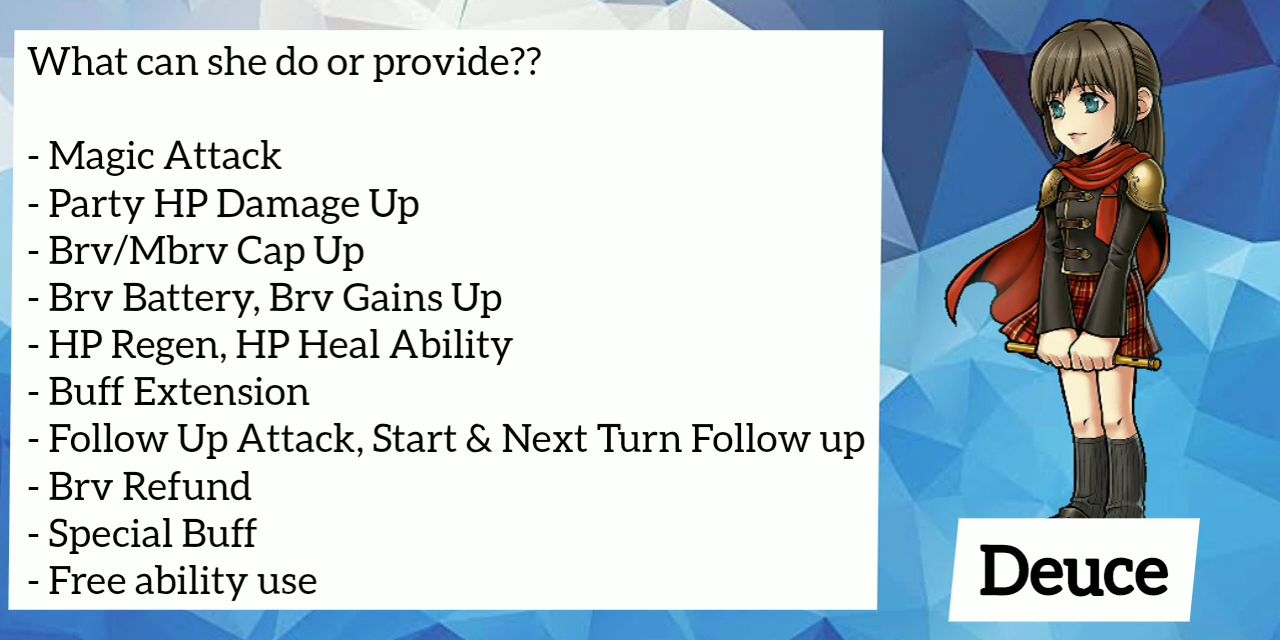 What can she do or provide??
- Magic Attack
- Party HP Damage Up
- Brv/Mbrv Cap Up
- Brv Battery, Brv Gains Up
- HP Regen, HP Heal Ability
- Buff Extension
- Follow Up Attack, Start & Next Turn Follow up
- Brv Refund
- Special Buff
- Free ability use
Deuce